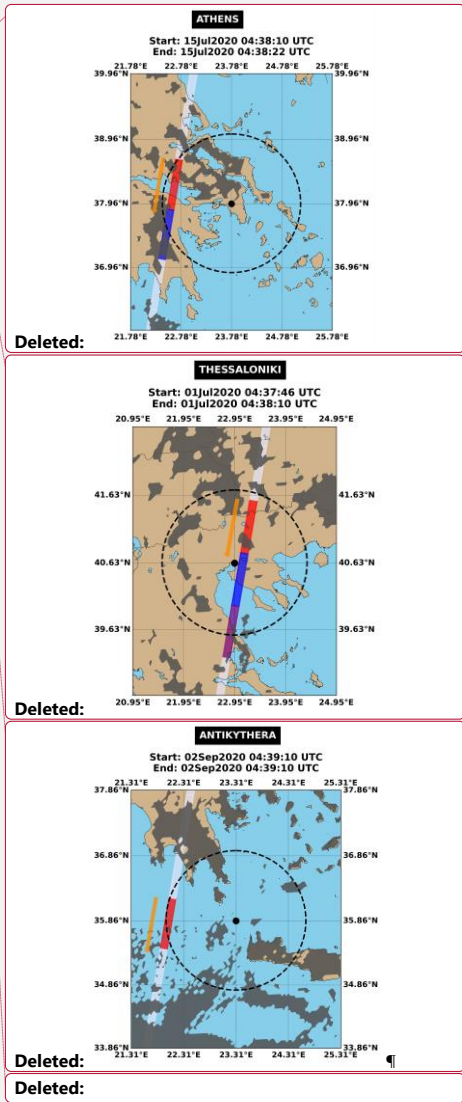 ATHENS
Start: 15Jul2020 04:38:10 UTC
End: 15Jul2020 04:38:22 UTC
21.78°E 22.78°E 23.78°E 24.78°E 25.78°E
39.96°N 39.96°N
38.96°N 38.96°N
37.96°N 37.96°N
36.96°N 36.96°N
21.78°E 22.78°E 23.78°E 24.78°E 25.78°E
Deleted:
THESSALONIKI
Start: 01Jul2020 04:37:46 UTC
End: 01Jul2020 04:38:10 UTC
20.95°E 21.95°E 22.95°E 23.95°E 24.95°E
41.63°N 41.63°N
40.63°N 40.63°N
39.63°N 39.63°N
20.95°E 21.95°E 22.95°E 23.95°E 24.95°E
Deleted:
ANTIKYTHERA
Start: 02Sep2020 04:39:10 UTC
End: 02Sep2020 04:39:10 UTC
21.31°E 22.31°E 23.31°E 24.31°E 25.31°E
37.86°N 37.86°N
36.86°N 36.86°N
35.86°N 35.86°N
34.86°N 34.86°N
33.86°N 33.86°N
21.31°E 22.31°E 23.31°E 24.31°E 25.31°E
Deleted: ¶
Deleted: